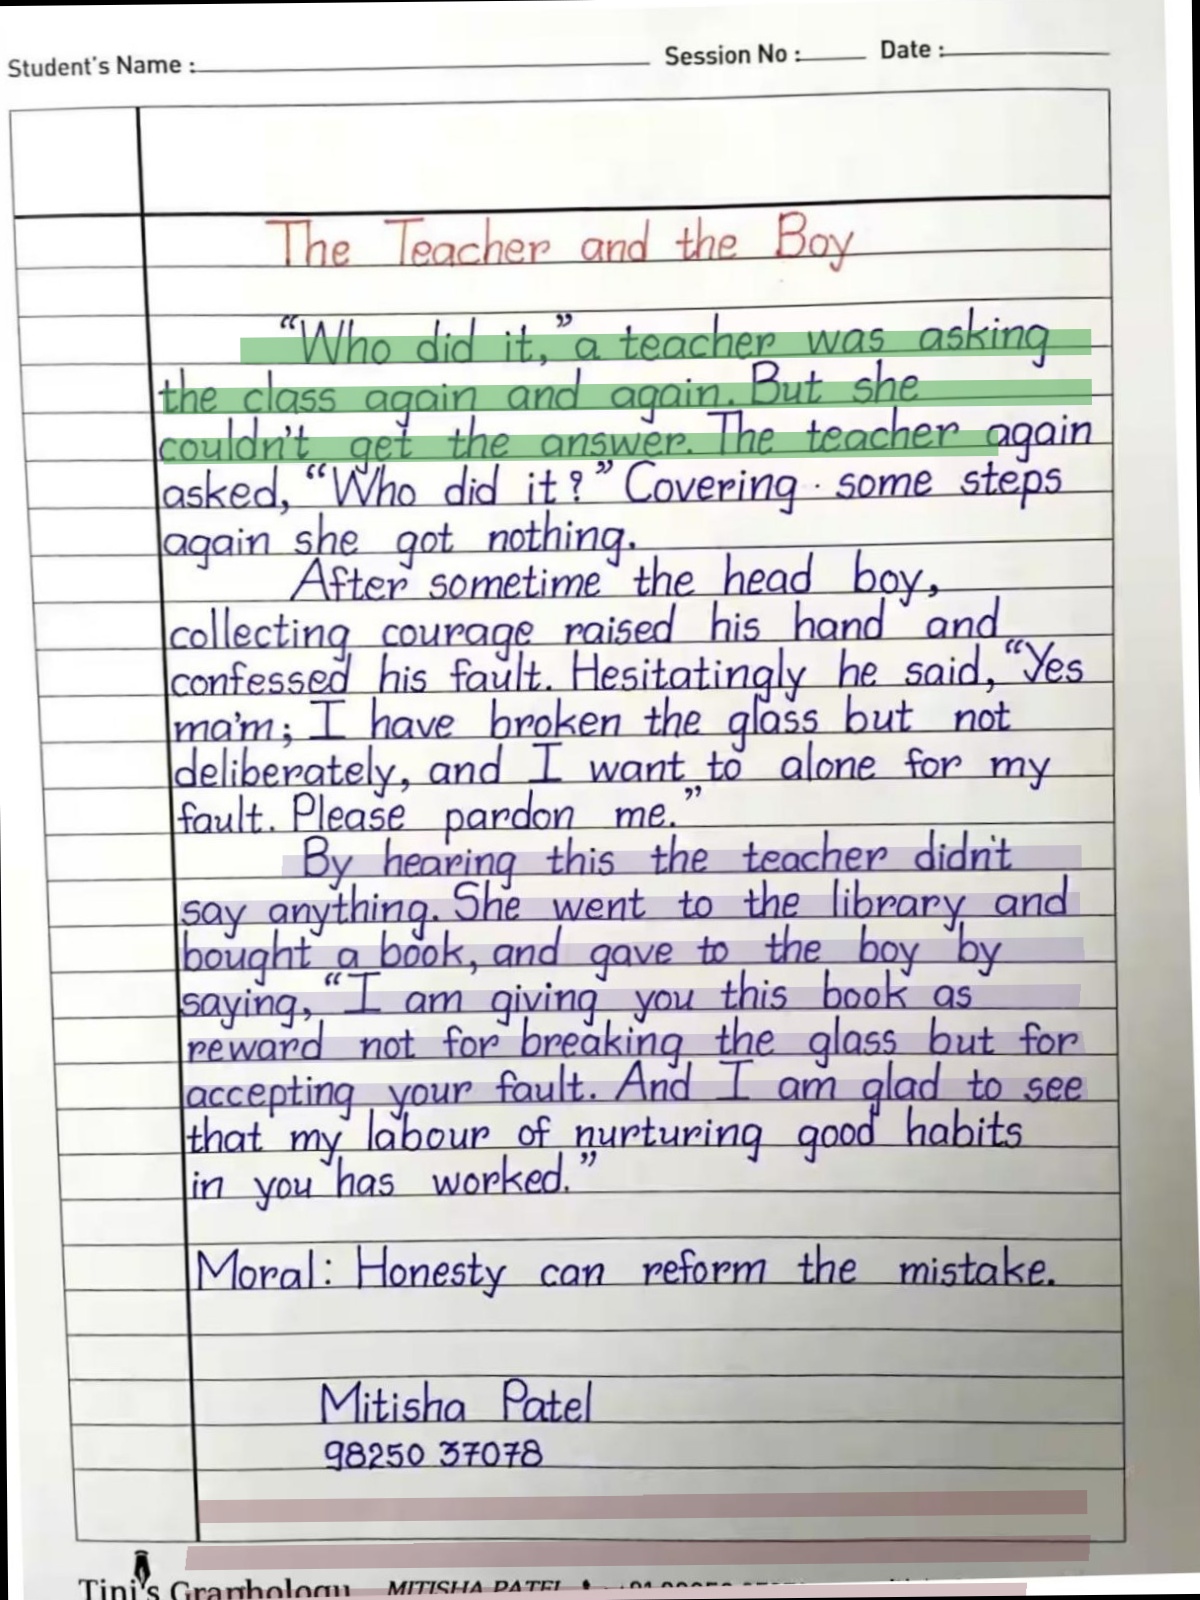 Student's Name :
Session No :
Date :
The Teacher and the Boy
“Who did it,” a teacher was asking
the class again and again. But she
couldn't get the answer. The teacher again
asked, “Who did it?” Covering · some steps
again she got nothing.
After sometime the head boy,
collecting courage raised his hand and
confessed his fault. Hesitatingly he said, “Yes
ma'm; I have broken the glass but not
deliberately, and I want to alone for my
fault. Please pardon me.”
By hearing this the teacher didn't
say anything. She went to the library and
bought a book, and gave to the boy by
saying, “I am giving you this book as
reward not for breaking the glass but for
accepting your fault. And I am glad to see
that my labour of nurturing good habits
in you has worked.”
Moral: Honesty can reform the mistake.
Mitisha Patel
98250 37078
Tini's Graphology MITISHA PATEL